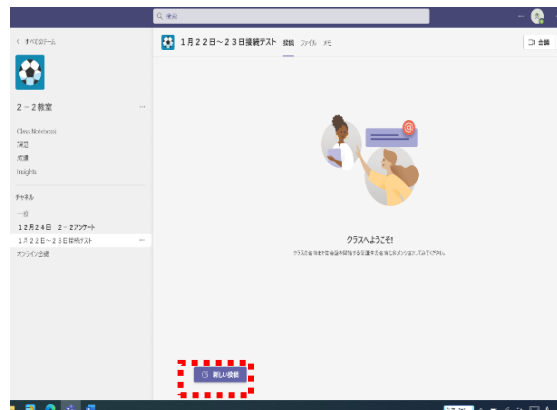 検索
すべてのチーム
1月22日~23日接続テスト 投稿 ファイル メモ
会議
2-2教室
Class Notebook
課題
成績
Insights
チャネル
一般
12月24日 2-2アンケート
1月22日~23日接続テスト
オンライン会議
クラスへようこそ!
新しい投稿